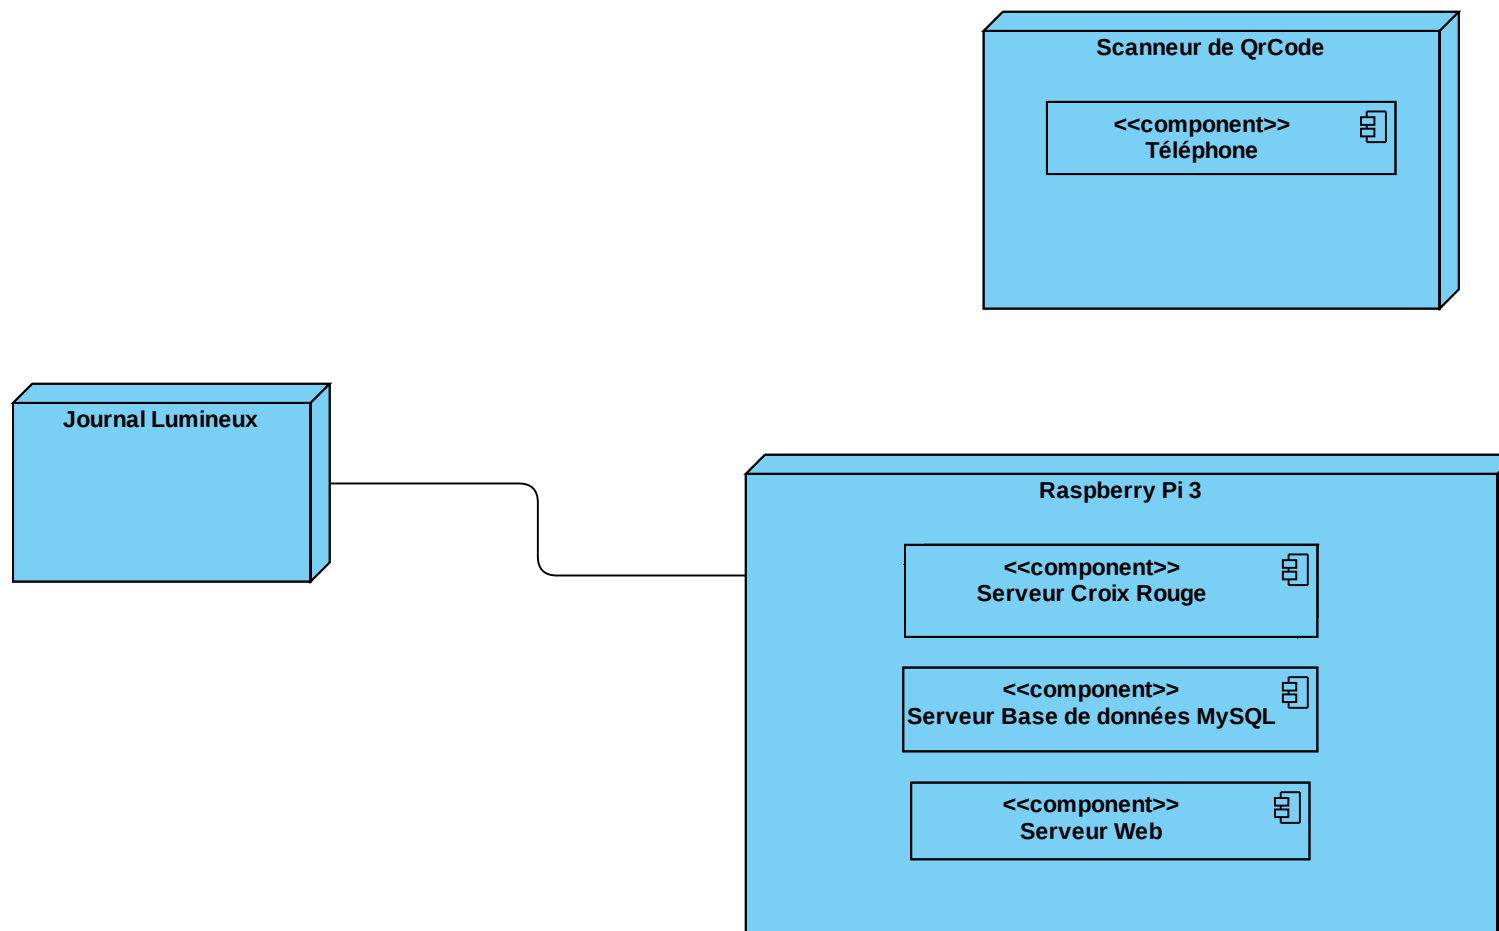 Scanneur de QrCode
<<component>>
Téléphone
Journal Lumineux
Raspberry Pi 3
<<component>>
Serveur Croix Rouge
<<component>>
Serveur Base de données MySQL
<<component>>
Serveur Web